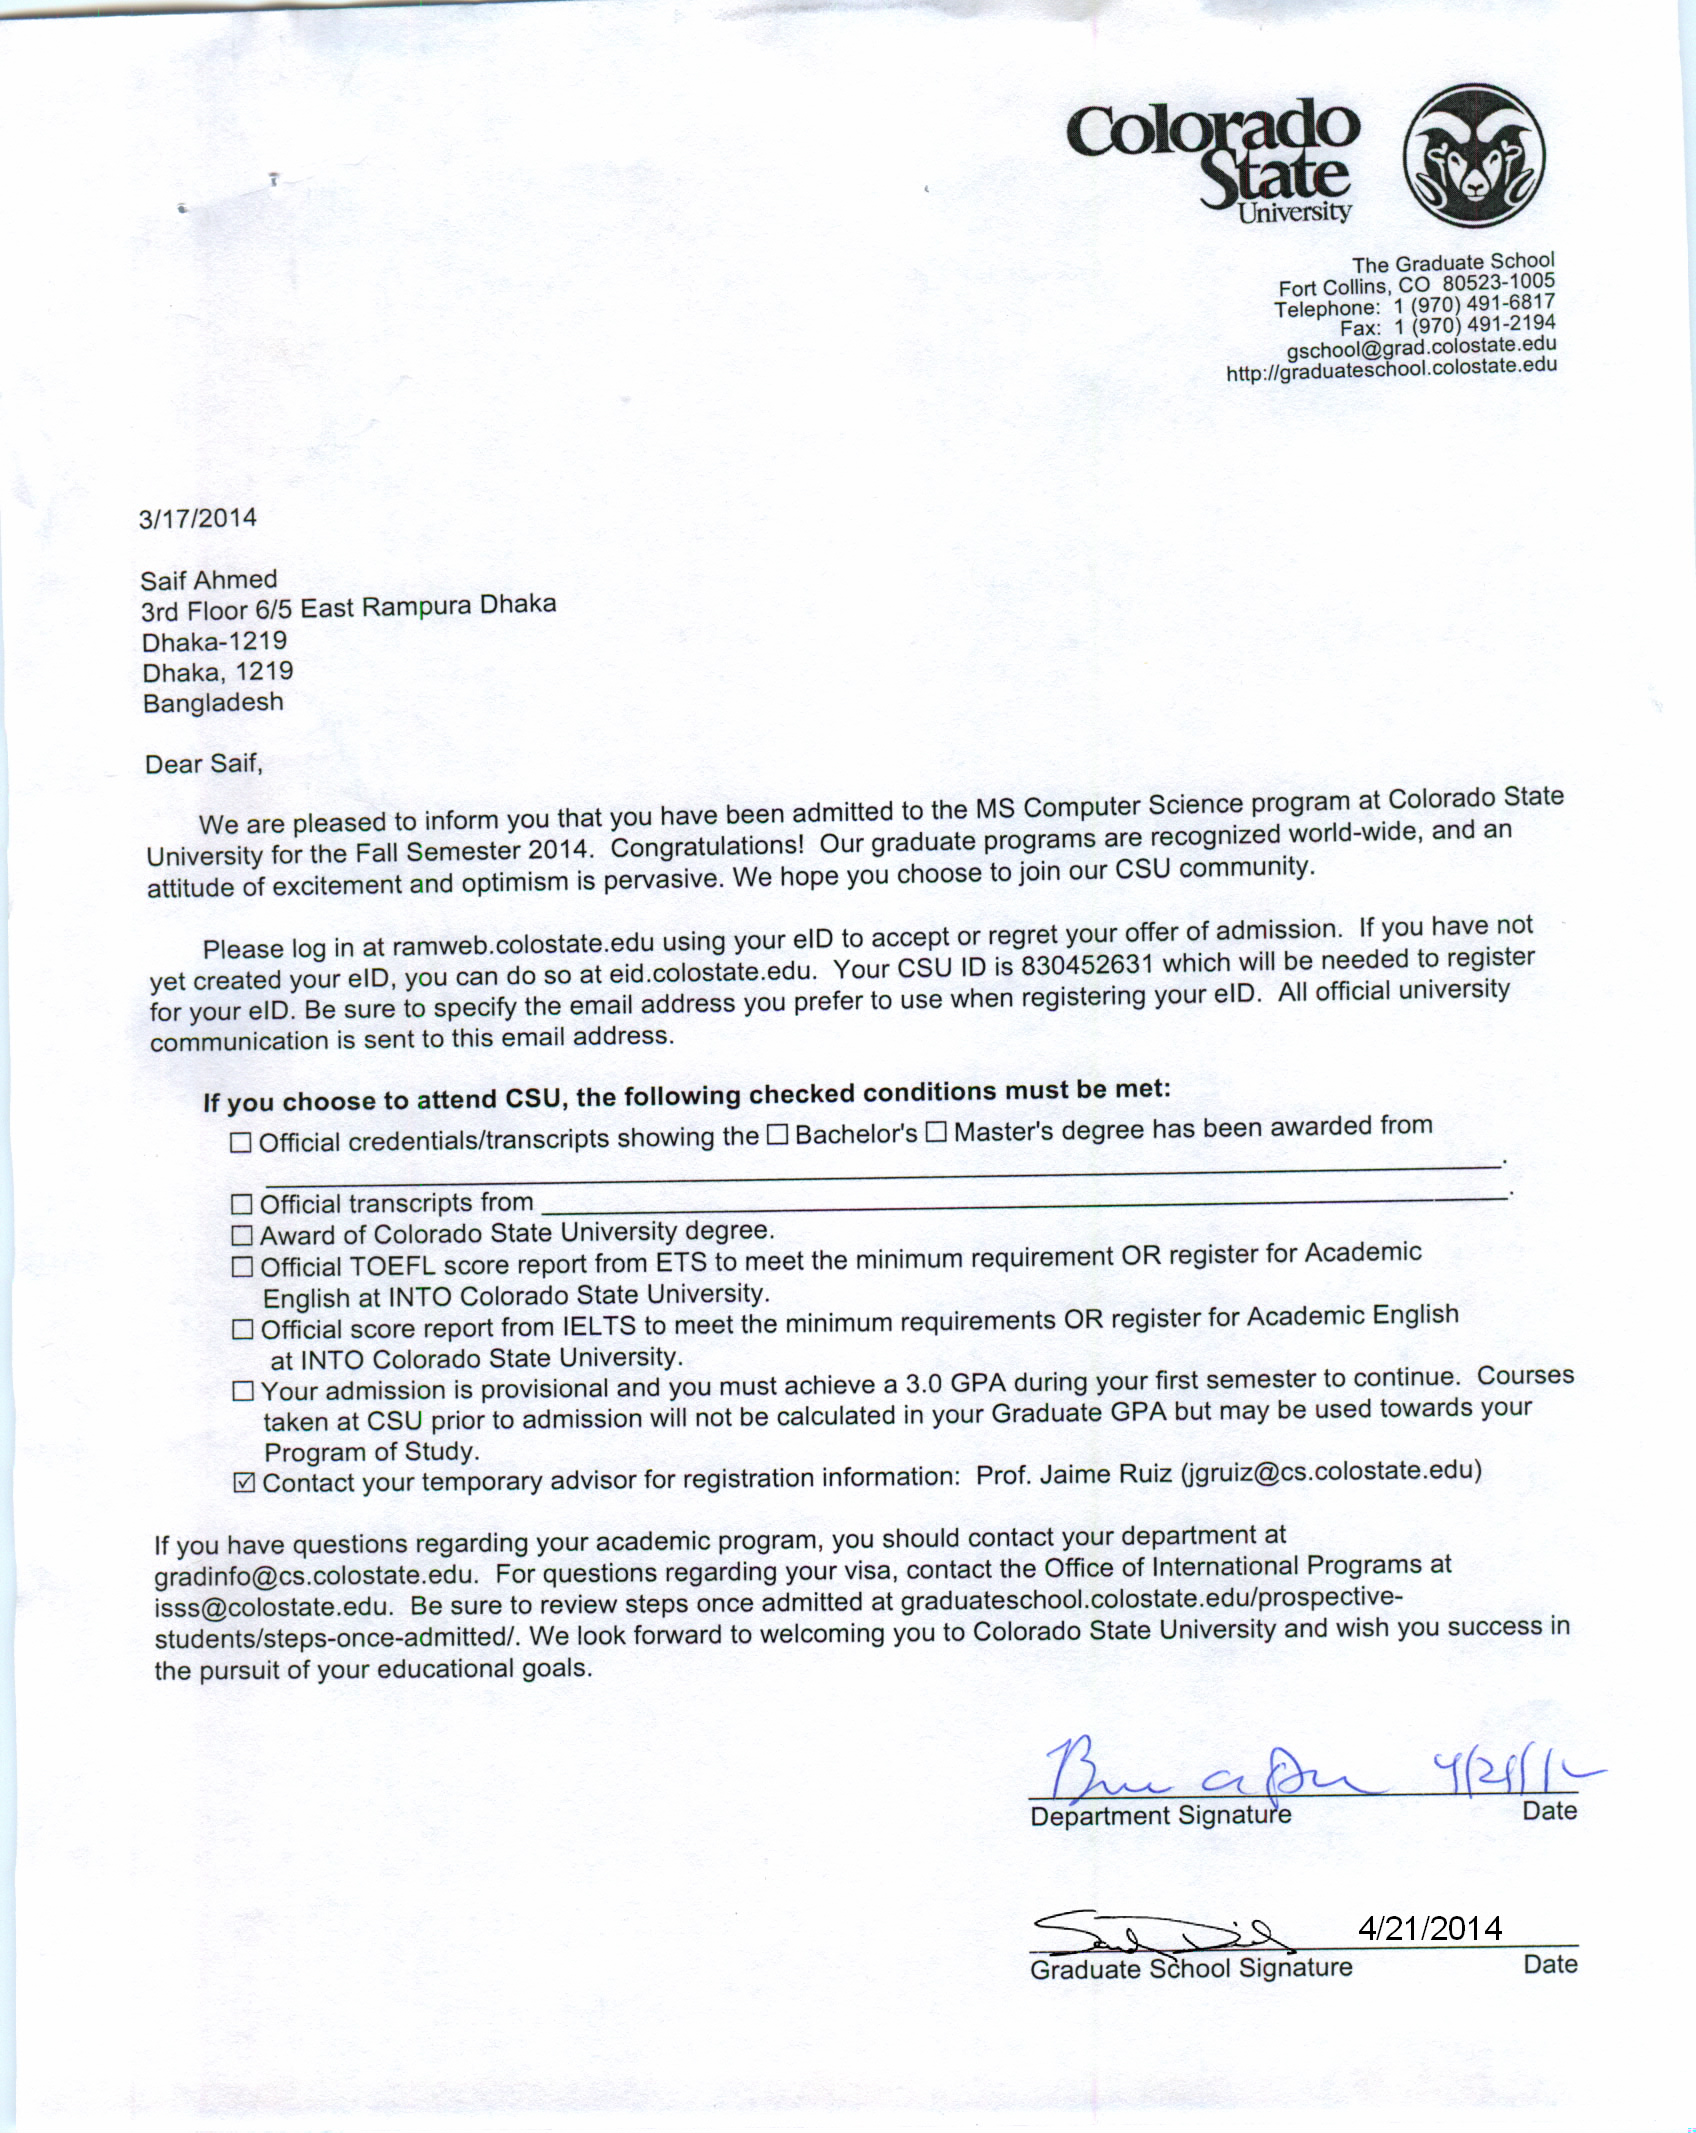 Colorado
State
University
The Graduate School
Fort Collins, CO 80523-1005
Telephone: 1 (970) 491-6817
Fax: 1 (970) 491-2194
gschool@grad.colostate.edu
http://graduateschool.colostate.edu
3/17/2014
Saif Ahmed
3rd Floor 6/5 East Rampura Dhaka
Dhaka-1219
Dhaka, 1219
Bangladesh
Dear Saif,
We are pleased to inform you that you have been admitted to the MS Computer Science program at Colorado State
University for the Fall Semester 2014. Congratulations! Our graduate programs are recognized world-wide, and an
attitude of excitement and optimism is pervasive. We hope you choose to join our CSU community.
Please log in at ramweb.colostate.edu using your eID to accept or regret your offer of admission. If you have not
yet created your eID, you can do so at eid.colostate.edu. Your CSU ID is 830452631 which will be needed to register
for your eID. Be sure to specify the email address you prefer to use when registering your eID. All official university
communication is sent to this email address.
If you choose to attend CSU, the following checked conditions must be met:
☐ Official credentials/transcripts showing the ☐ Bachelor's ☐ Master's degree has been awarded from
.
☐ Official transcripts from .
☐ Award of Colorado State University degree.
☐ Official TOEFL score report from ETS to meet the minimum requirement OR register for Academic
English at INTO Colorado State University.
☐ Official score report from IELTS to meet the minimum requirements OR register for Academic English
at INTO Colorado State University.
☐ Your admission is provisional and you must achieve a 3.0 GPA during your first semester to continue. Courses
taken at CSU prior to admission will not be calculated in your Graduate GPA but may be used towards your
Program of Study.
☑ Contact your temporary advisor for registration information: Prof. Jaime Ruiz (jgruiz@cs.colostate.edu)
If you have questions regarding your academic program, you should contact your department at
gradinfo@cs.colostate.edu. For questions regarding your visa, contact the Office of International Programs at
isss@colostate.edu. Be sure to review steps once admitted at graduateschool.colostate.edu/prospective-
students/steps-once-admitted/. We look forward to welcoming you to Colorado State University and wish you success in
the pursuit of your educational goals.
Department Signature Date
4/21/2014
Graduate School Signature Date